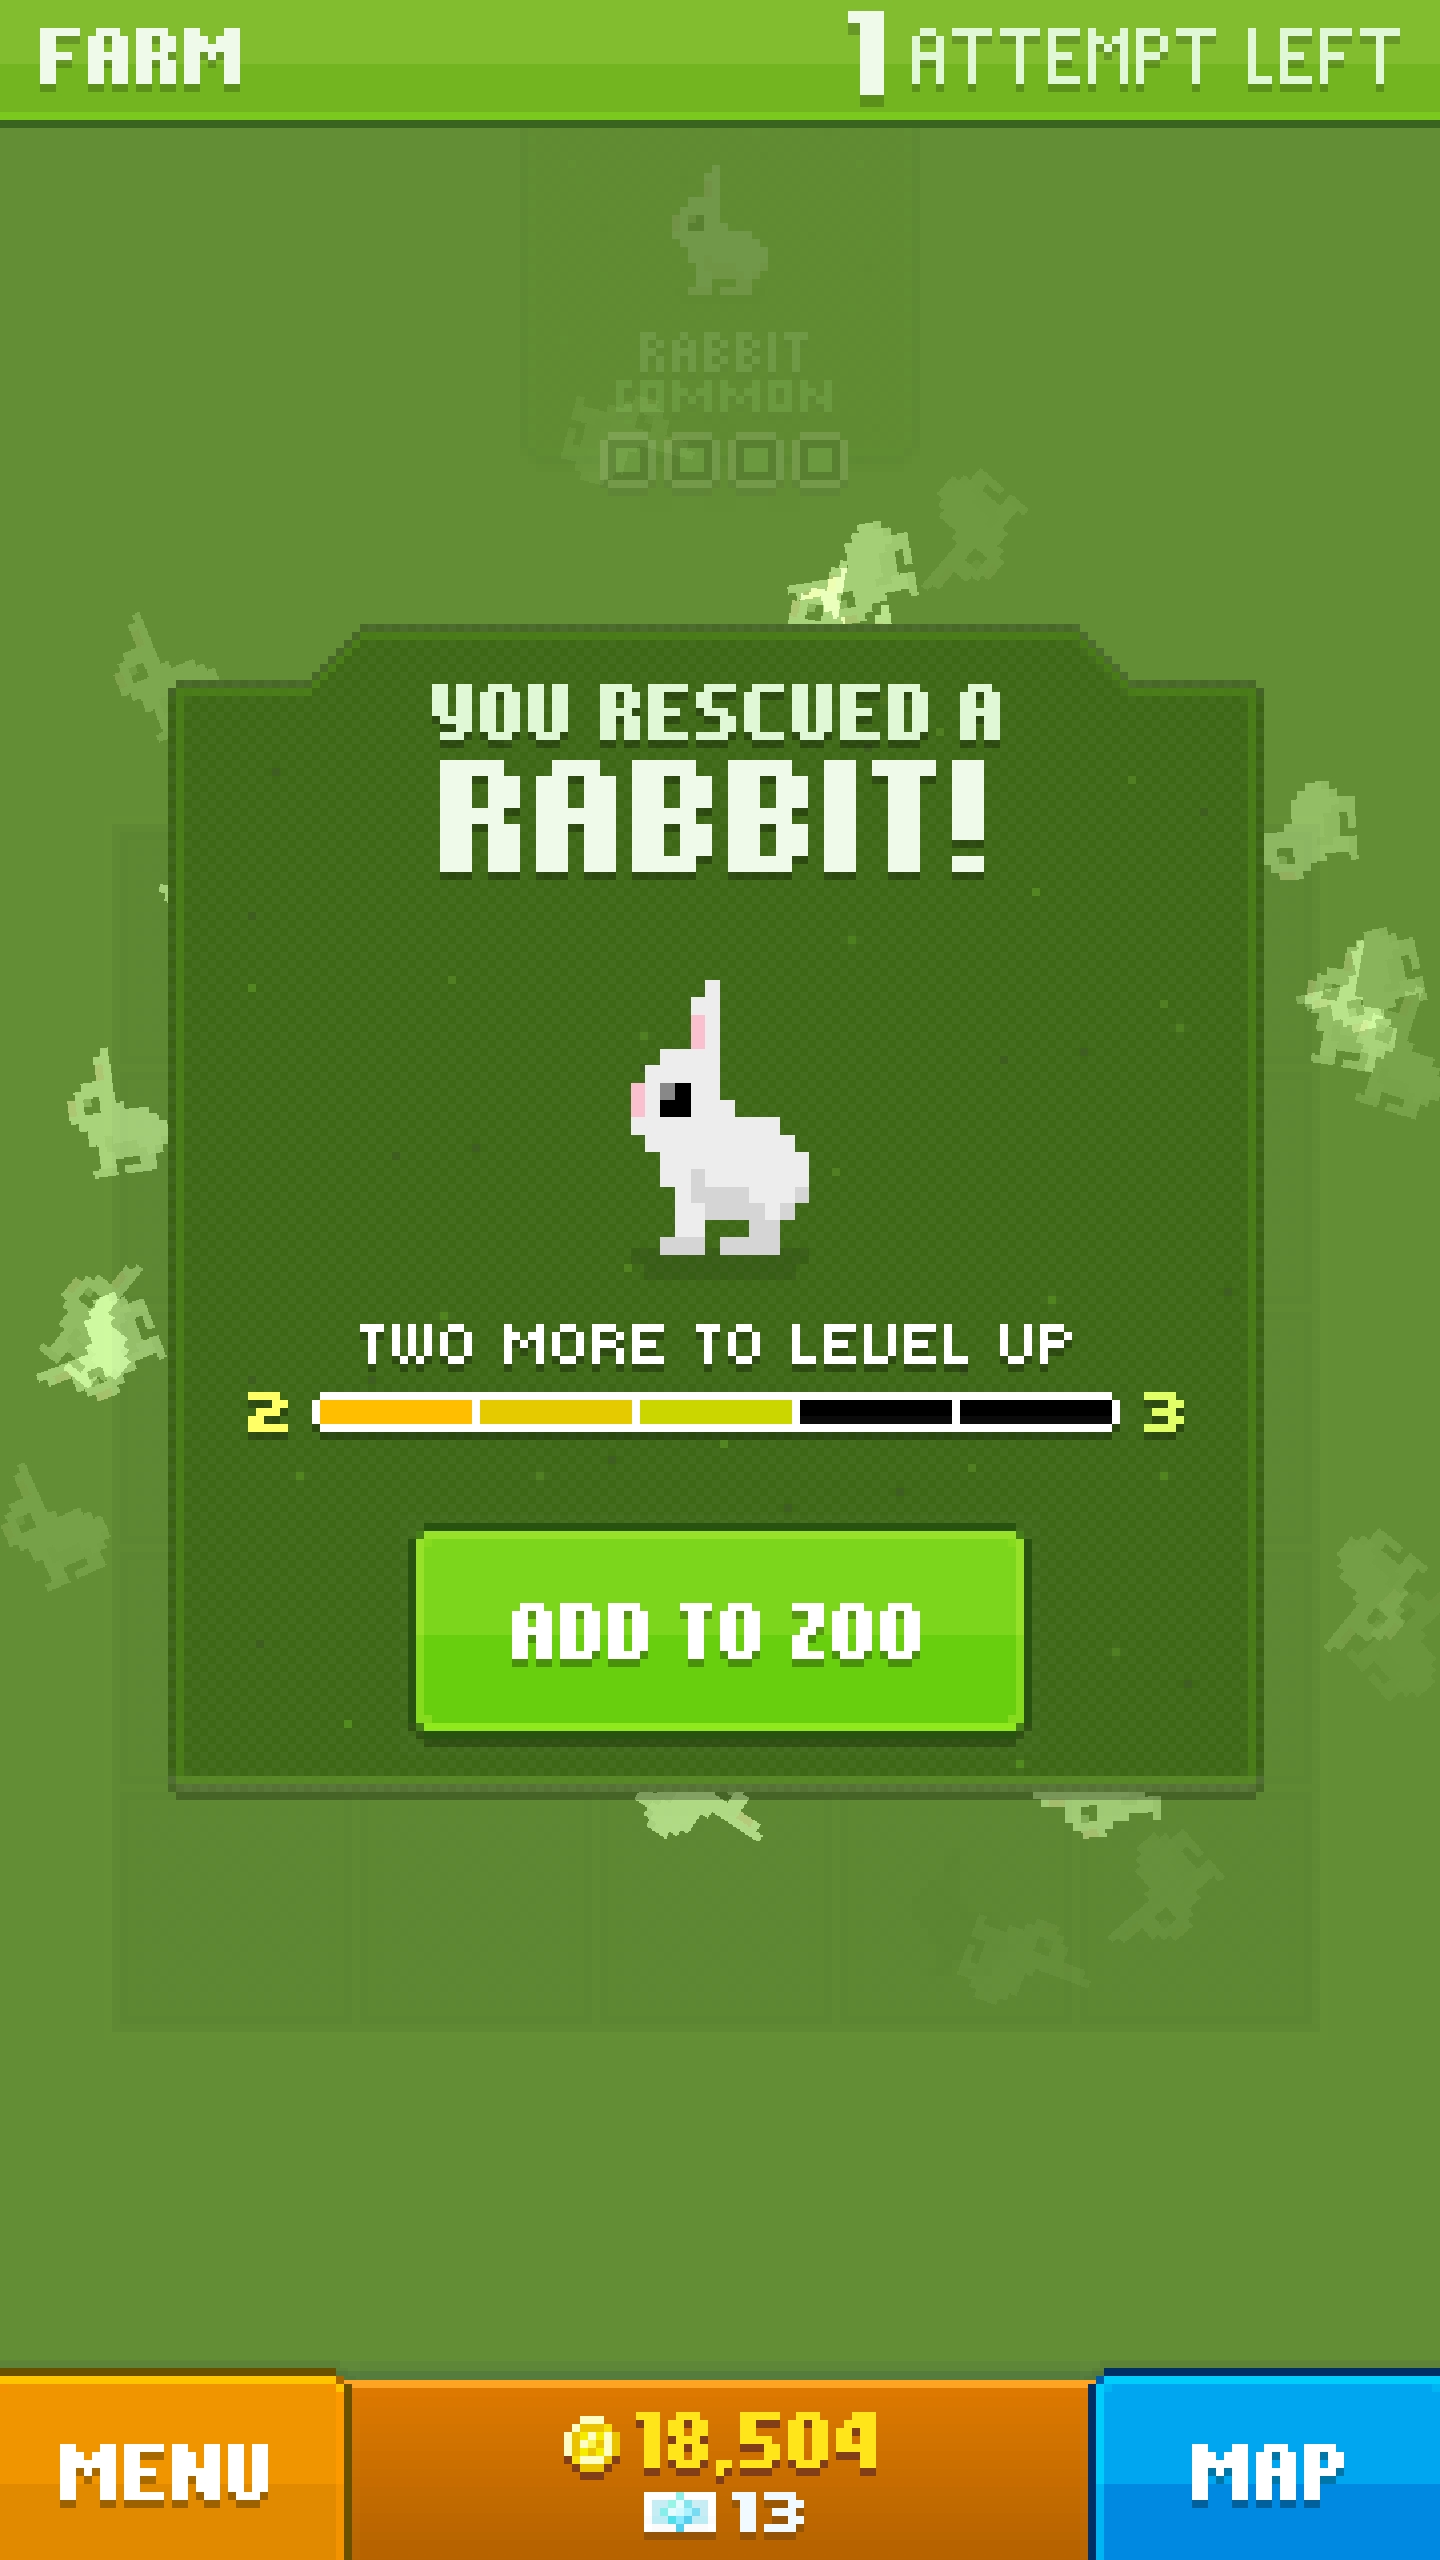 FARM
1 ATTEMPT LEFT
RABBIT
COMMON
YOU RESCUED A
RABBIT!
TWO MORE TO LEVEL UP
2 3
ADD TO ZOO
MENU
18,504
13
MAP